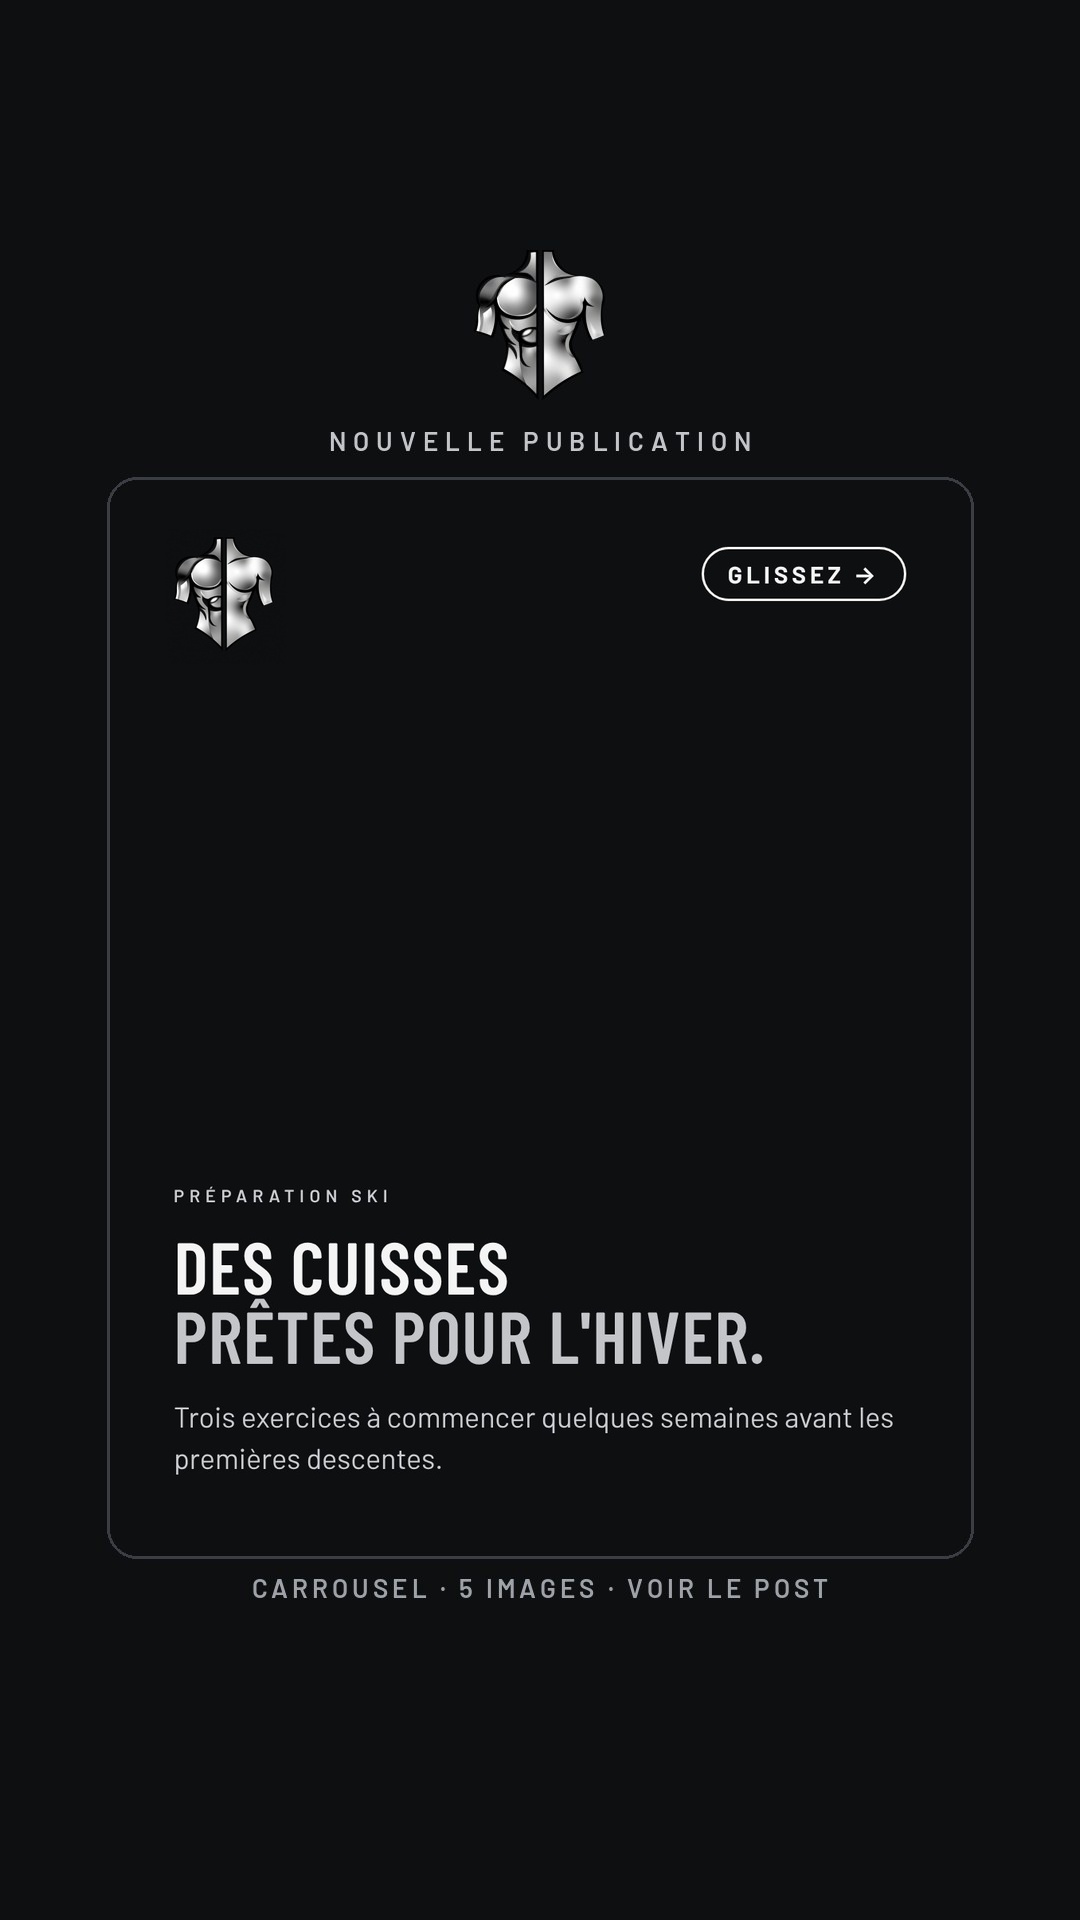 NOUVELLE PUBLICATION
GLISSEZ →
PRÉPARATION SKI
DES CUISSES
PRÊTES POUR L'HIVER.
Trois exercices à commencer quelques semaines avant les
premières descentes.
CARROUSEL · 5 IMAGES · VOIR LE POST